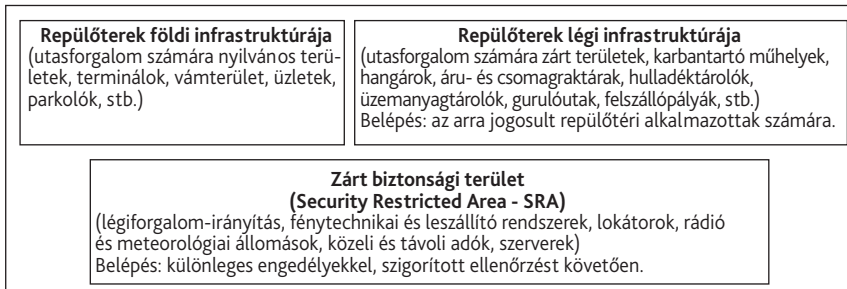 Repülőterek földi infrastruktúrája
(utasforgalom számára nyilvános terü-
letek, terminálok, vámterület, üzletek,
parkolók, stb.)
Repülőterek légi infrastruktúrája
(utasforgalom számára zárt területek, karbantartó műhelyek,
hangárok, áru- és csomagraktárak, hulladéktárolók,
üzemanyagtárolók, gurulóutak, felszállópályák, stb.)
Belépés: az arra jogosult repülőtéri alkalmazottak számára.
Zárt biztonsági terület
(Security Restricted Area - SRA)
(légiforgalom-irányítás, fénytechnikai és leszállító rendszerek, lokátorok, rádió
és meteorológiai állomások, közeli és távoli adók, szerverek)
Belépés: különleges engedélyekkel, szigorított ellenőrzést követően.